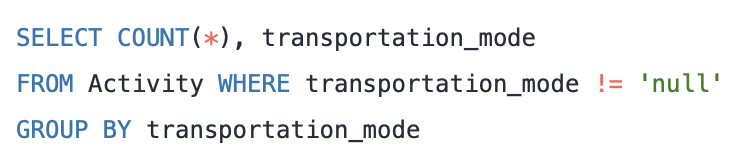 SELECT COUNT(*), transportation_mode
FROM Activity WHERE transportation_mode != 'null'
GROUP BY transportation_mode